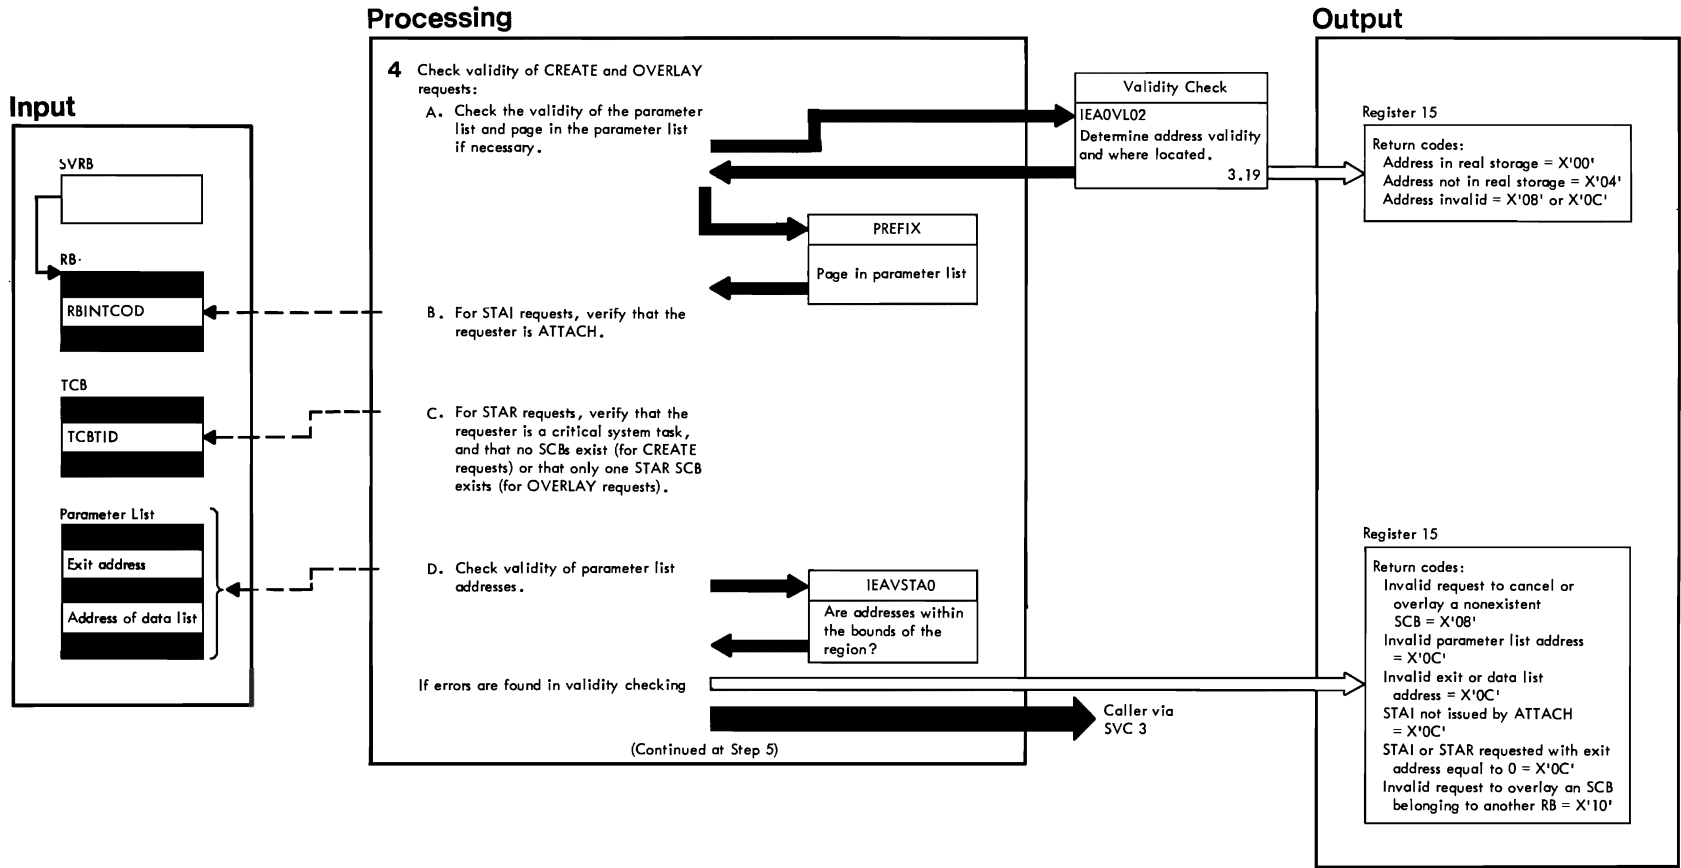 Processing
Output
Input
SVRB
RB·
RBINTCOD
TCB
TCBTID
Parameter List
Exit address
Address of data list
4 Check validity of CREATE and OVERLAY
requests:
A. Check the validity of the parameter
list and page in the parameter list
if necessary.
Validity Check
IEA0VL02
Determine address validity
and where located.
3.19
PREFIX
Page in parameter list
B. For STAI requests, verify that the
requester is ATTACH.
C. For STAR requests, verify that the
requester is a critical system task,
and that no SCBs exist (for CREATE
requests) or that only one STAR SCB
exists (for OVERLAY requests).
D. Check validity of parameter list
addresses.
IEAVSTA0
Are addresses within
the bounds of the
region?
If errors are found in validity checking
Caller via
SVC 3
(Continued at Step 5)
Register 15
Return codes:
Address in real storage = X'00'
Address not in real storage = X'04'
Address invalid = X'08' or X'0C'
Register 15
Return codes:
Invalid request to cancel or
overlay a nonexistent
SCB = X'08'
Invalid parameter list address
= X'0C'
Invalid exit or data list
address = X'0C'
STAI not issued by ATTACH
= X'0C'
STAI or STAR requested with exit
address equal to 0 = X'0C'
Invalid request to overlay an SCB
belonging to another RB = X'10'